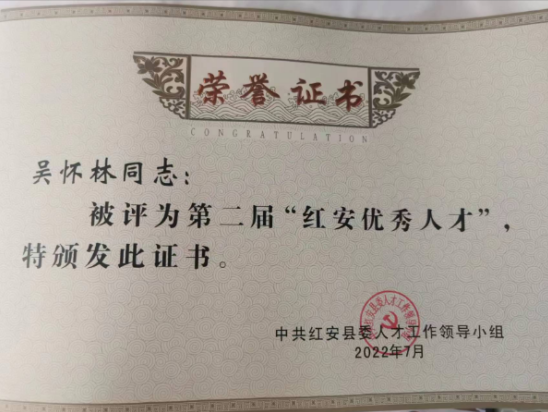 荣誉证书
CONGRATULATION
吴怀林同志：
被评为第二届“红安优秀人才”，
特颁发此证书。
中共红安县委人才工作领导小组
2022年7月